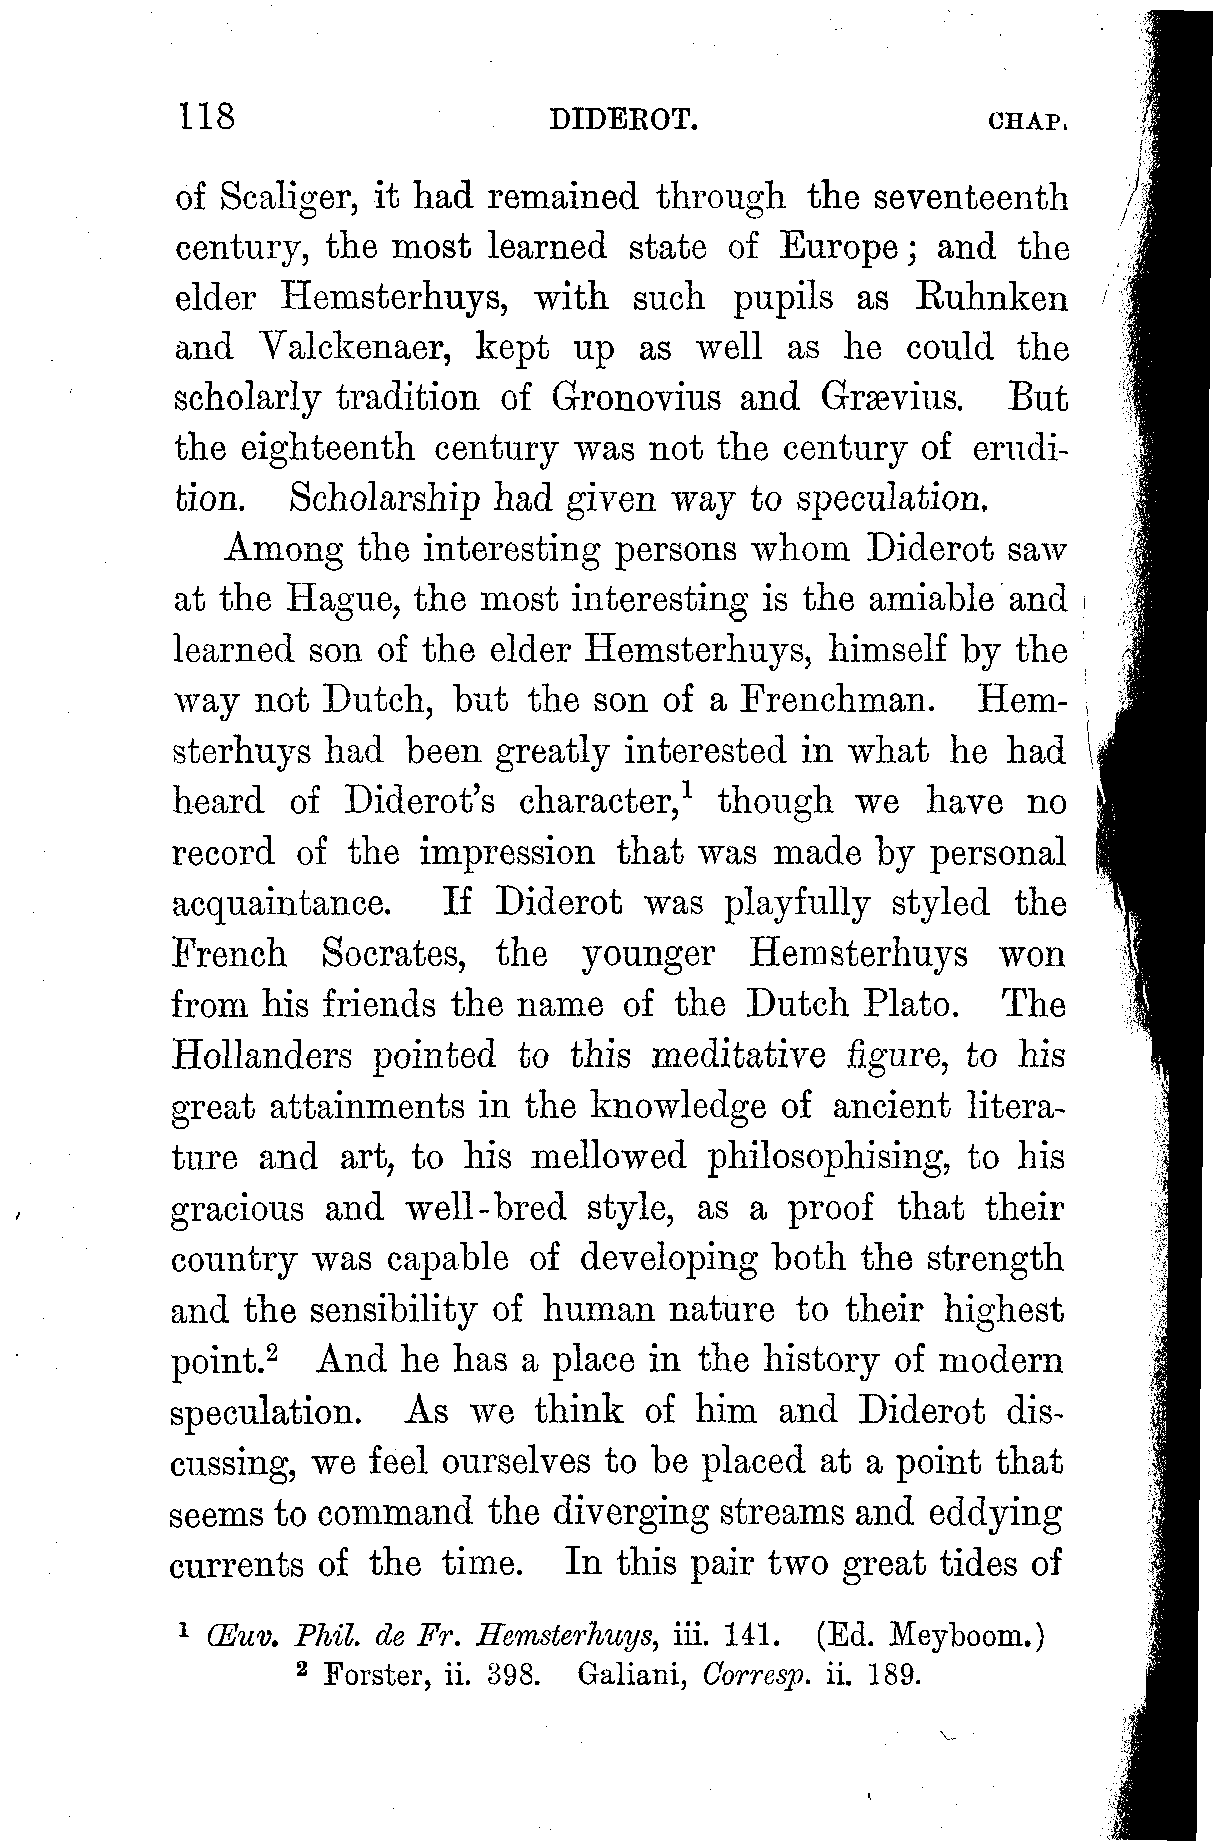 118 DIDEROT. CHAP.
of Scaliger, it had remained through the seventeenth
century, the most learned state of Europe; and the
elder Hemsterhuys, with such pupils as Ruhnken
and Valckenaer, kept up as well as he could the
scholarly tradition of Gronovius and Grævius. But
the eighteenth century was not the century of erudi-
tion. Scholarship had given way to speculation.
Among the interesting persons whom Diderot saw
at the Hague, the most interesting is the amiable and
learned son of the elder Hemsterhuys, himself by the
way not Dutch, but the son of a Frenchman. Hem-
sterhuys had been greatly interested in what he had
heard of Diderot's character,¹ though we have no
record of the impression that was made by personal
acquaintance. If Diderot was playfully styled the
French Socrates, the younger Hemsterhuys won
from his friends the name of the Dutch Plato. The
Hollanders pointed to this meditative figure, to his
great attainments in the knowledge of ancient litera-
ture and art, to his mellowed philosophising, to his
gracious and well-bred style, as a proof that their
country was capable of developing both the strength
and the sensibility of human nature to their highest
point.² And he has a place in the history of modern
speculation. As we think of him and Diderot dis-
cussing, we feel ourselves to be placed at a point that
seems to command the diverging streams and eddying
currents of the time. In this pair two great tides of
¹ Œuv. Phil. de Fr. Hemsterhuys, iii. 141. (Ed. Meyboom.)
² Forster, ii. 398. Galiani, Corresp. ii. 189.